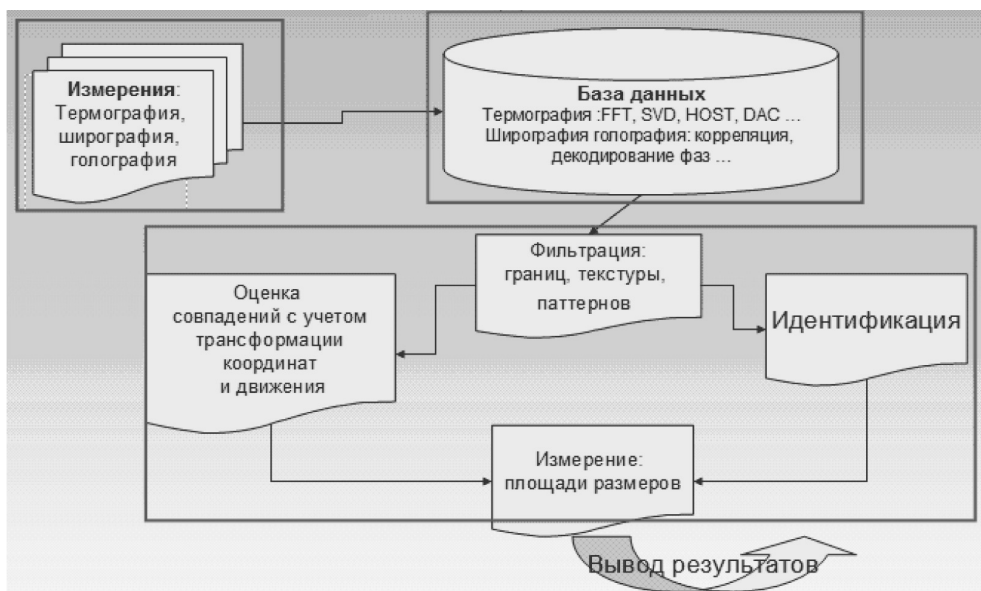 Измерения:
Термография,
ширография,
голография
База данных
Термография :FFT, SVD, HOST, DAC ...
Ширография голография: корреляция,
декодирование фаз ...
Фильтрация:
границ, текстуры,
паттернов
Оценка
совпадений с учетом
трансформации
координат
и движения
Идентификация
Измерение:
площади размеров
Вывод результатов